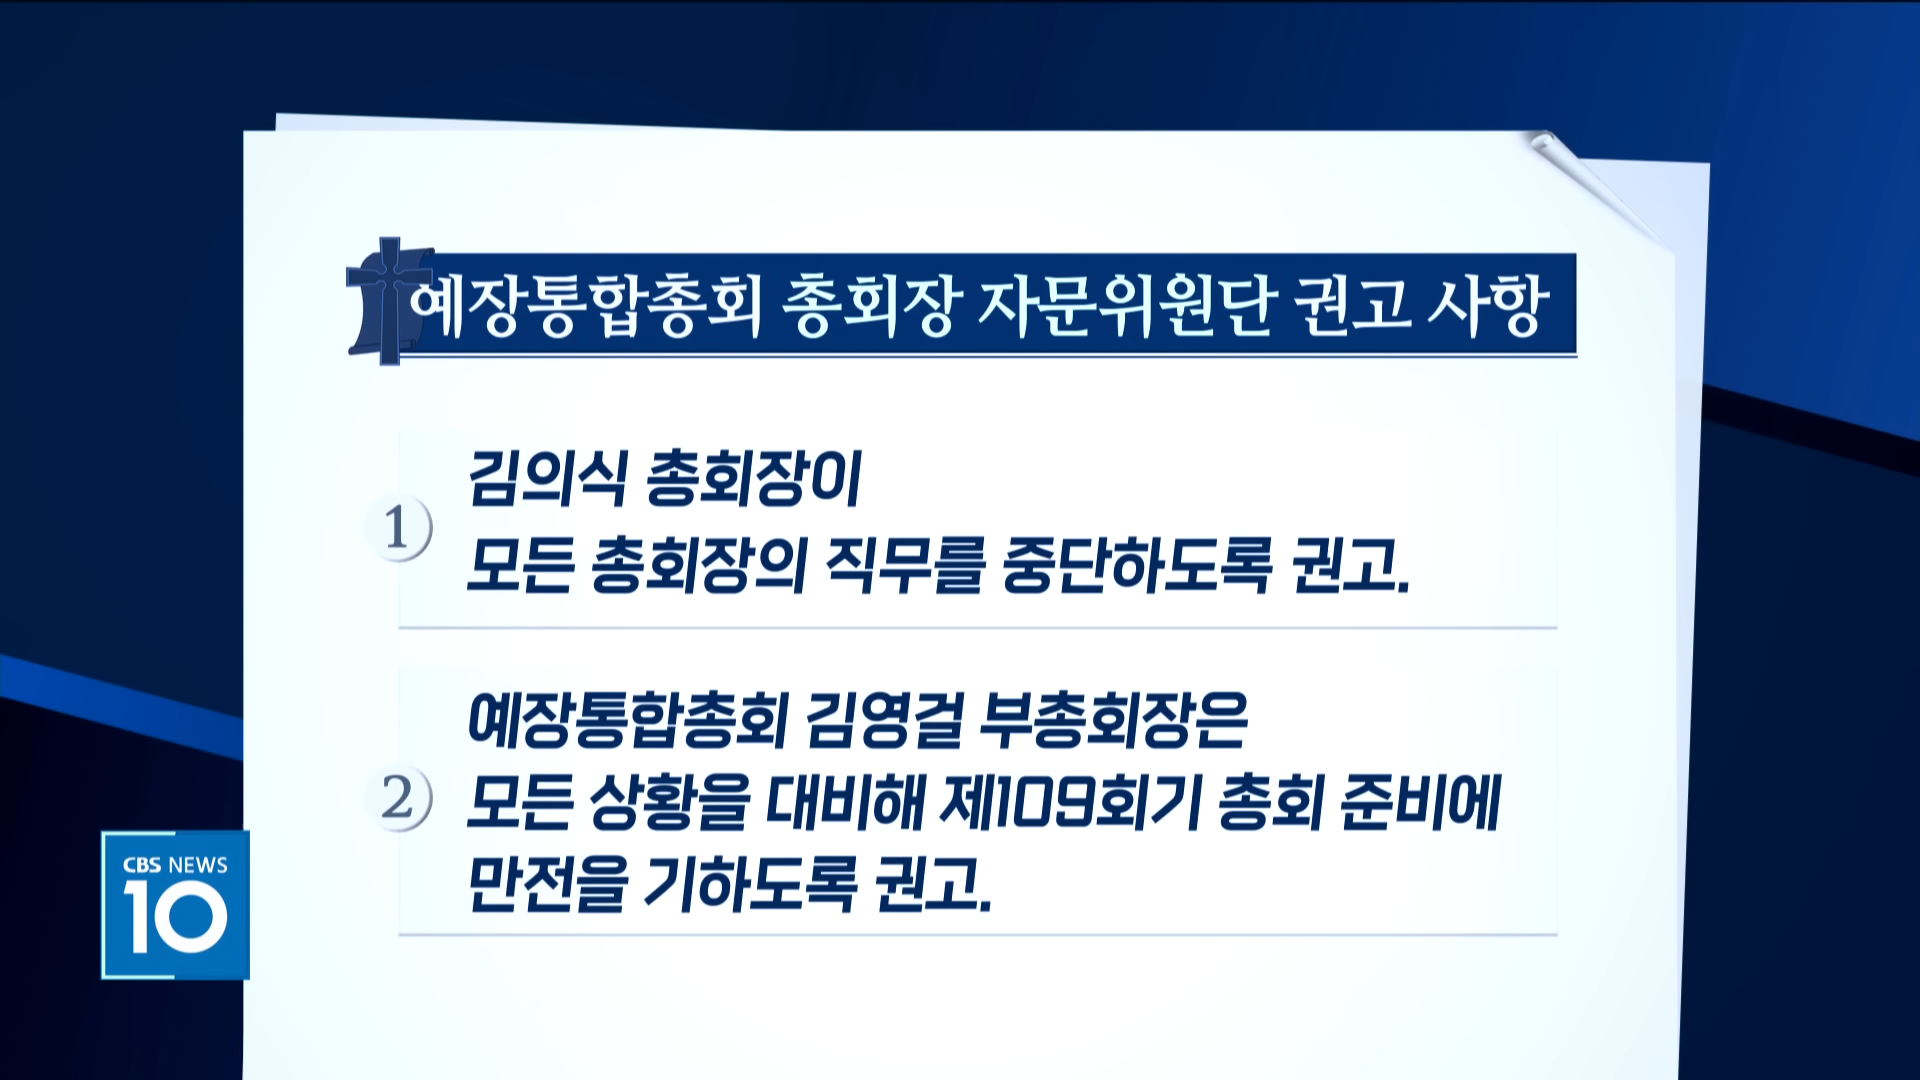 예장통합총회 총회장 자문위원단 권고 사항
1
김의식 총회장이
모든 총회장의 직무를 중단하도록 권고.
2
예장통합총회 김영걸 부총회장은
모든 상황을 대비해 제109회기 총회 준비에
만전을 기하도록 권고.
CBS NEWS
10